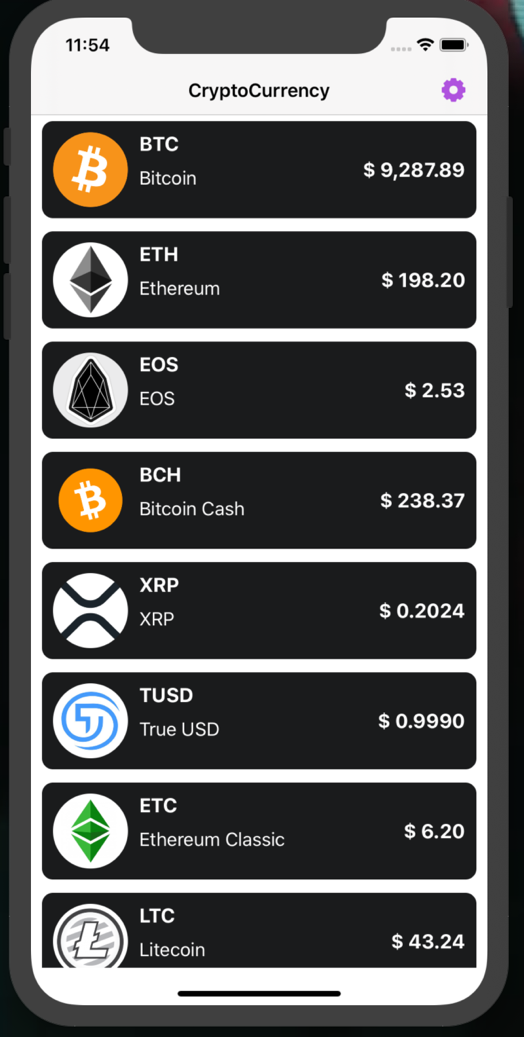 11:54
CryptoCurrency
BTC
Bitcoin
$ 9,287.89
ETH
Ethereum
$ 198.20
EOS
EOS
$ 2.53
BCH
Bitcoin Cash
$ 238.37
XRP
XRP
$ 0.2024
TUSD
True USD
$ 0.9990
ETC
Ethereum Classic
$ 6.20
LTC
Litecoin
$ 43.24